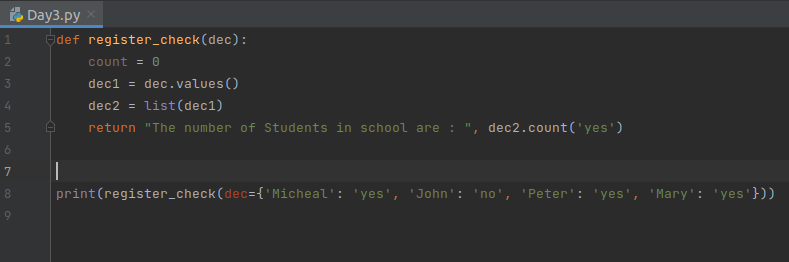 Day3.py
1 def register_check(dec):
2     count = 0
3     dec1 = dec.values()
4     dec2 = list(dec1)
5     return "The number of Students in school are : ", dec2.count('yes')
6
7
8 print(register_check(dec={'Micheal': 'yes', 'John': 'no', 'Peter': 'yes', 'Mary': 'yes'}))
9